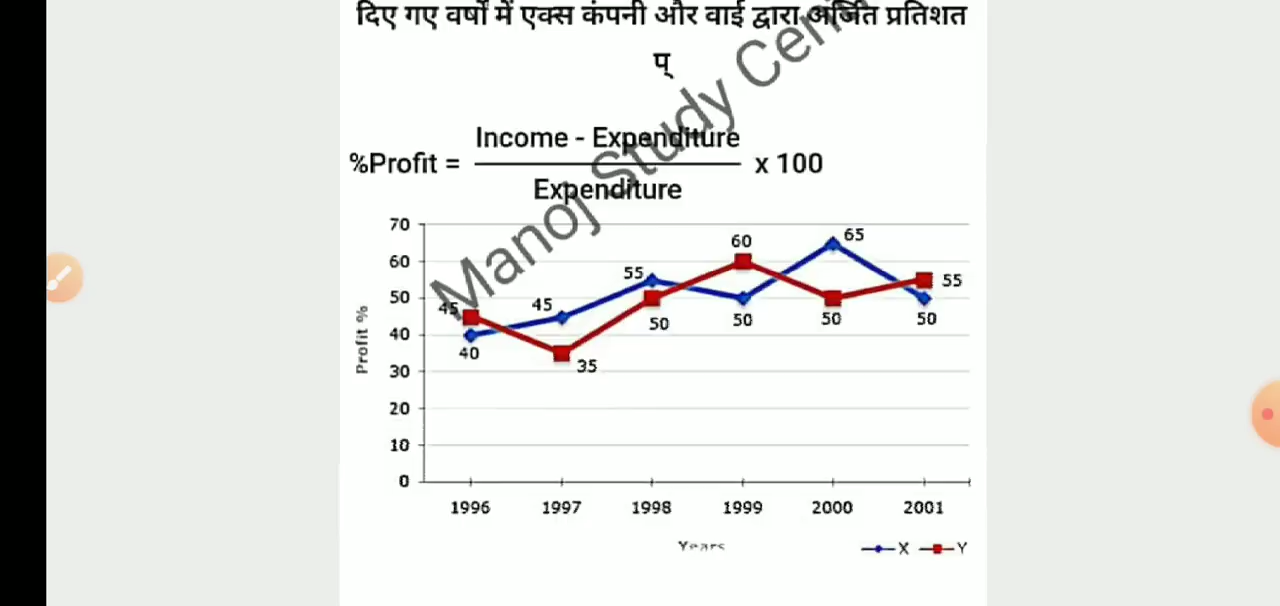 दिए गए वर्षों में एक्स कंपनी और वाई द्वारा अर्जित प्रतिशत
प्
Manoj Study Cen
Income - Expenditure
%Profit = x 100
Expenditure
70
60
50
40
30
20
10
0
Profit %
45
40
45
35
55
50
60
50
65
50
55
50
1996 1997 1998 1999 2000 2001
Years
X Y